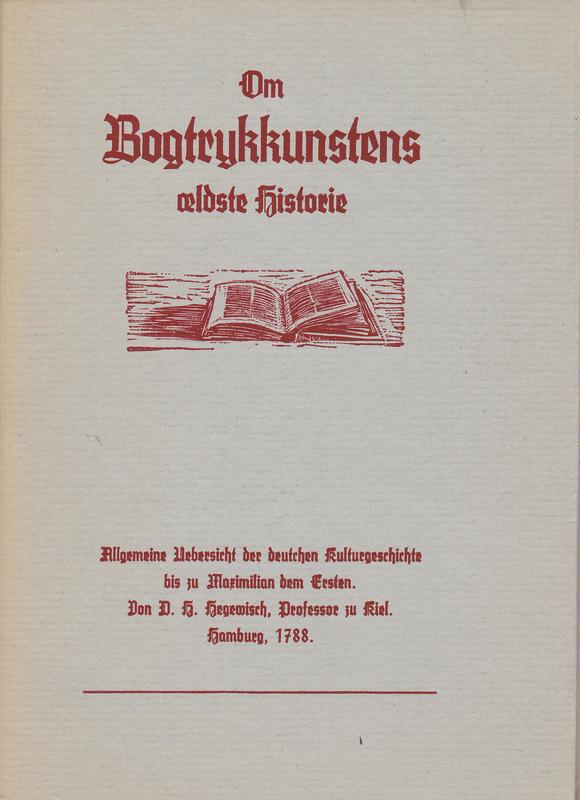 Om
Bogtrykkunstens
ældste Historie
Allgemeine Uebersicht der deutchen Kulturgeschichte
bis zu Maximilian dem Ersten.
Von D. H. Hegewisch, Professor zu Kiel.
Hamburg, 1788.